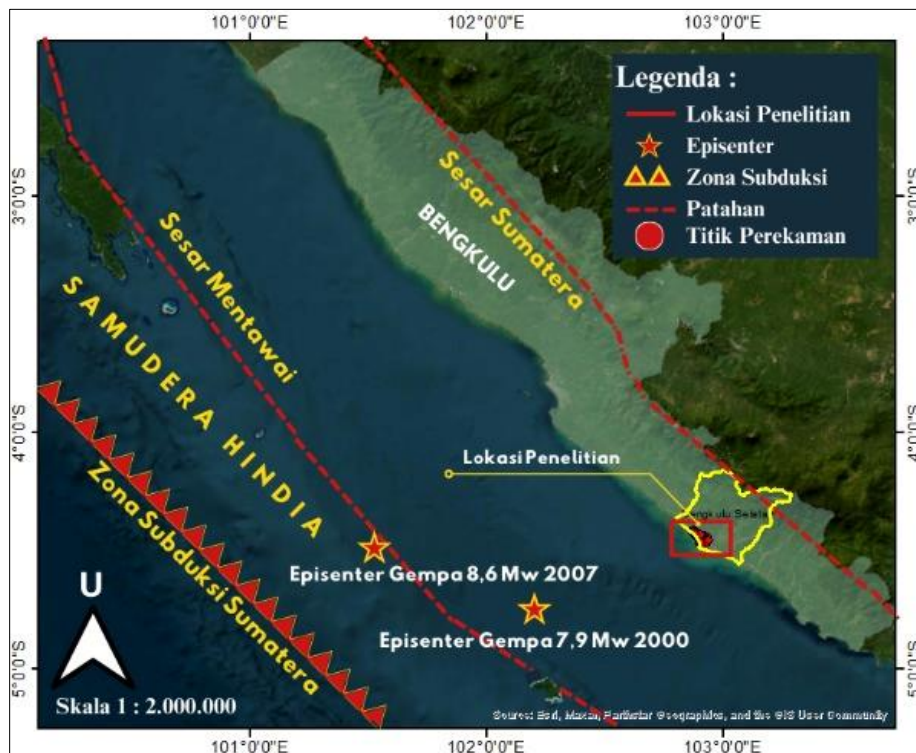 101°0'0"E 102°0'0"E 103°0'0"E
Legenda :
Lokasi Penelitian
Episenter
Zona Subduksi
Patahan
Titik Perekaman
3°0'0"S
3°0'0"S
Sesar Sumatera
BENGKULU
Sesar Mentawai
SAMUDERA HINDIA
4°0'0"S
4°0'0"S
Lokasi Penelitian
Zona Subduksi Sumatera
Episenter Gempa 8,6 Mw 2007
Episenter Gempa 7,9 Mw 2000
U
5°0'0"S
5°0'0"S
Skala 1 : 2.000.000
Source: Esri, Maxar, Earthstar Geographics, and the GIS User Community
101°0'0"E 102°0'0"E 103°0'0"E